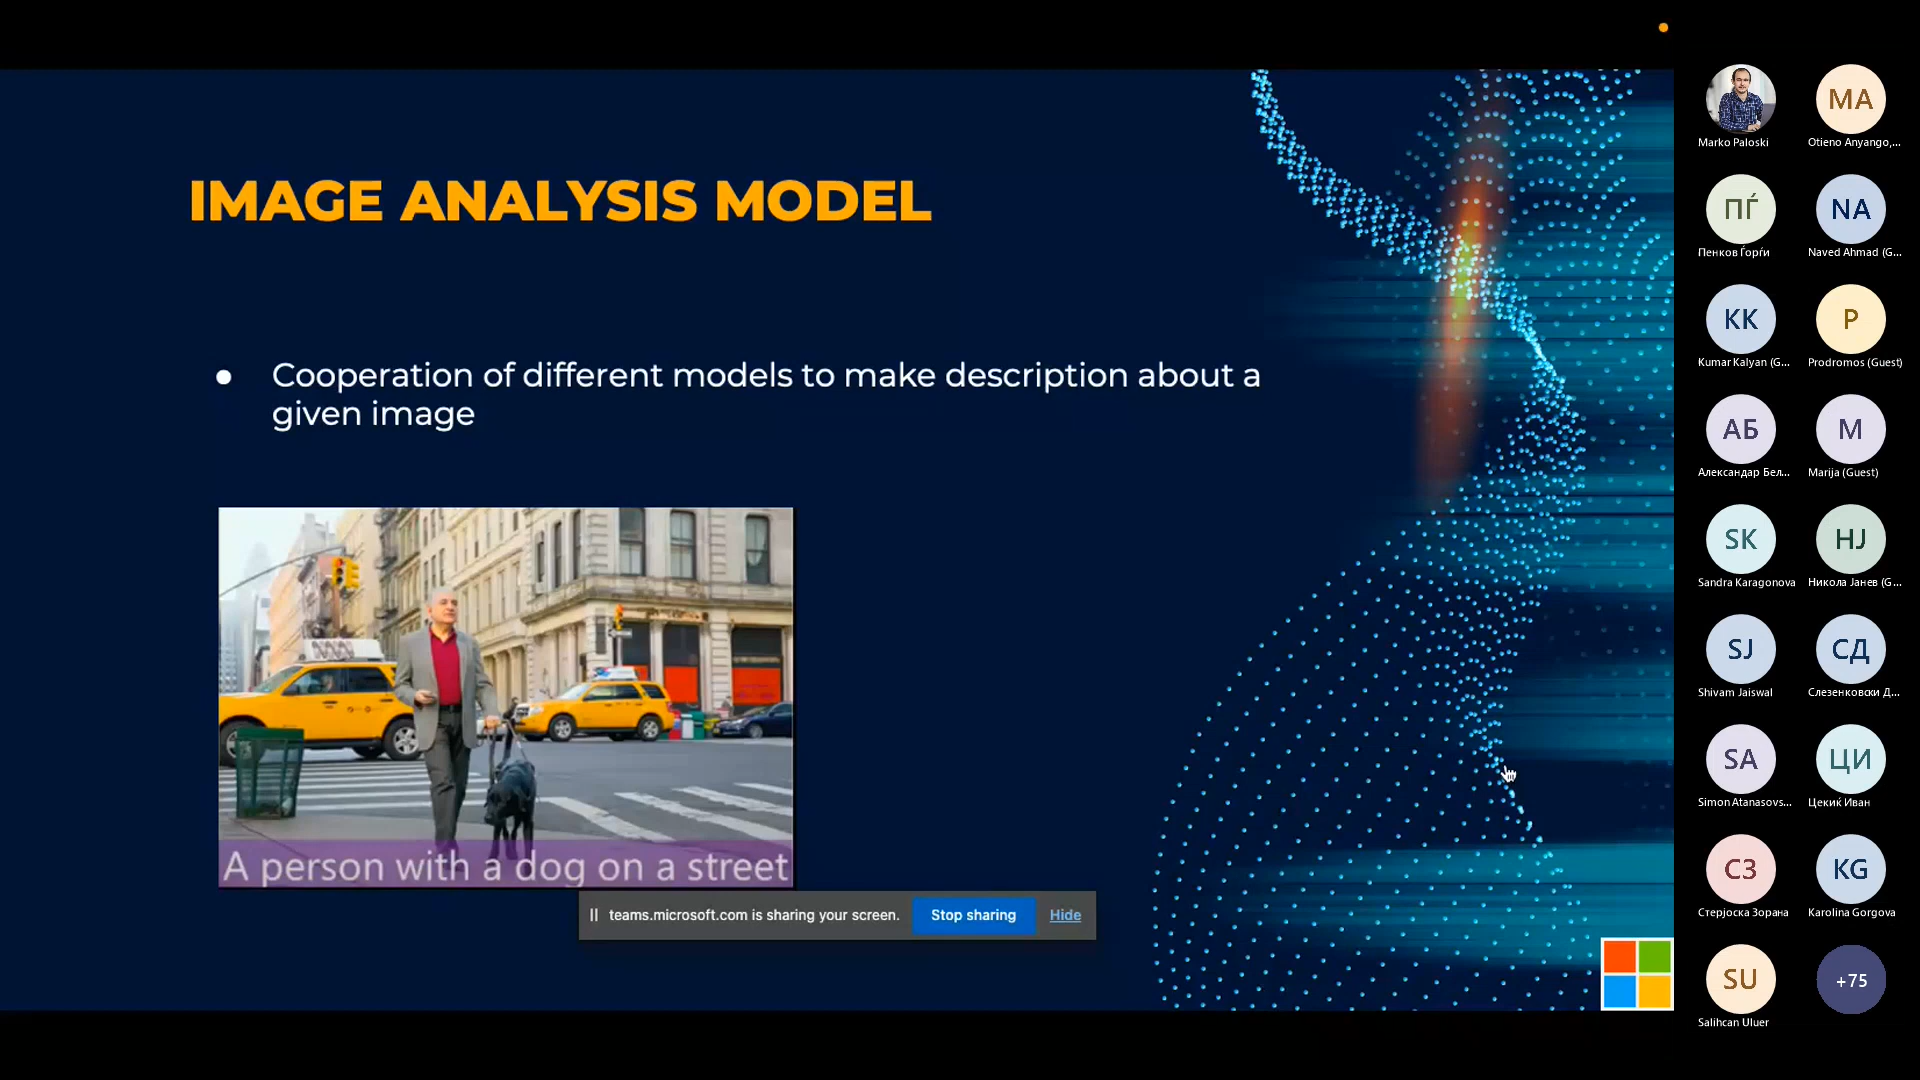 IMAGE ANALYSIS MODEL
● Cooperation of different models to make description about a
given image
A person with a dog on a street
teams.microsoft.com is sharing your screen.
Stop sharing
Hide
Marko Paloski
MA
Otieno Anyango,...
ПЃ
Пенков Ѓорѓи
NA
Naved Ahmad (G...
KK
Kumar Kalyan (G...
P
Prodromos (Guest)
АБ
Александар Бел...
M
Marija (Guest)
SK
Sandra Karagonova
НЈ
Никола Јанев (G...
SJ
Shivam Jaiswal
СД
Слезенковски Д...
SA
Simon Atanasovs...
ЦИ
Цекиќ Иван
СЗ
Стерјоска Зорана
KG
Karolina Gorgova
SU
Salihcan Uluer
+75